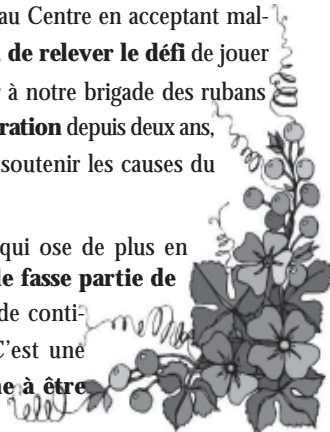 au Centre en acceptant mal-
de relever le défi de jouer
à notre brigade des rubans
ration depuis deux ans,
soutenir les causes du
qui ose de plus en
le fasse partie de
de conti-
C'est une
à être